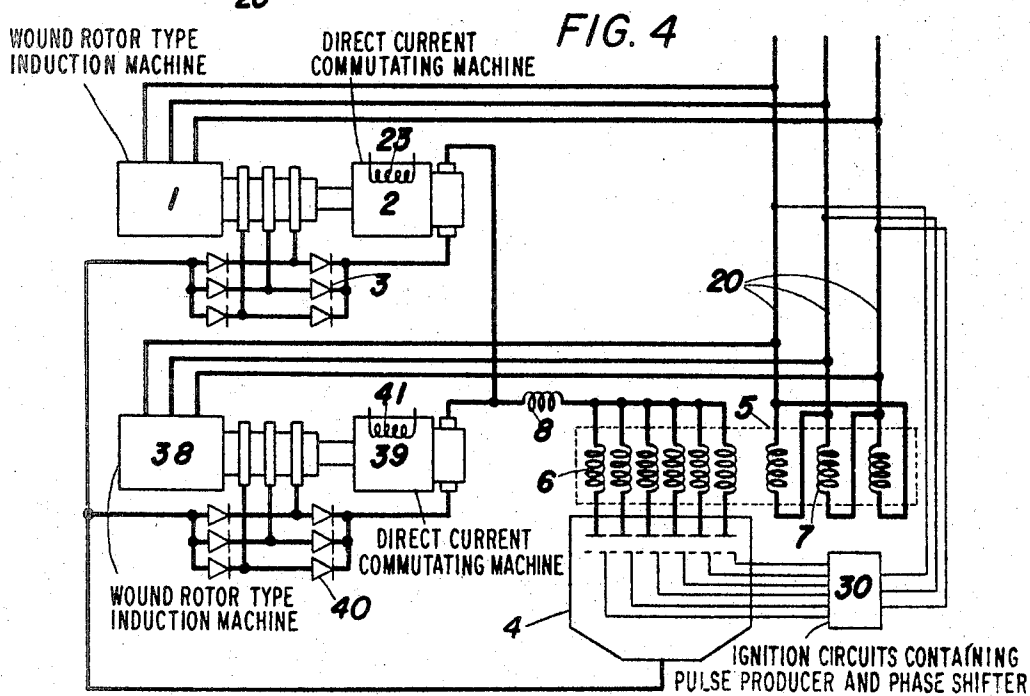 20
FIG. 4
WOUND ROTOR TYPE
INDUCTION MACHINE
DIRECT CURRENT
COMMUTATING MACHINE
23
1
2
3
20
41
5
8
38
39
6
7
DIRECT CURRENT
COMMUTATING MACHINE
30
40
WOUND ROTOR TYPE
INDUCTION MACHINE
4
IGNITION CIRCUITS CONTAINING
PULSE PRODUCER AND PHASE SHIFTER